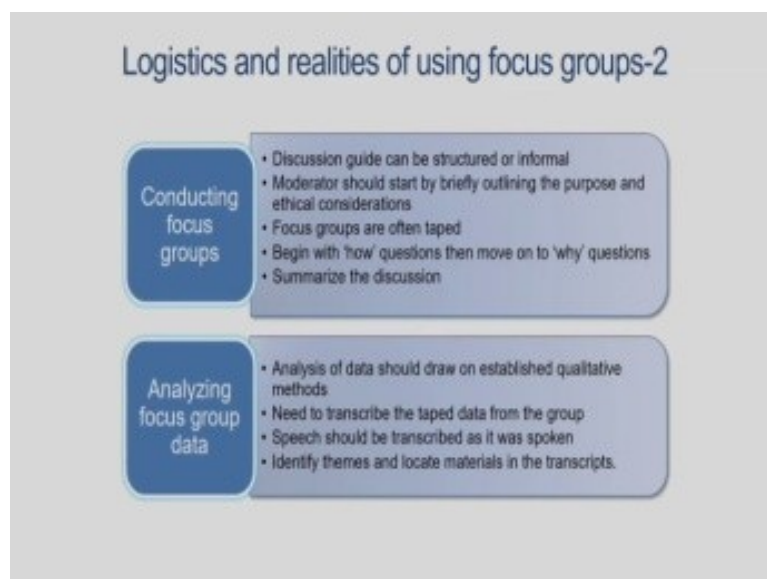 Logistics and realities of using focus groups-2
Conducting
focus
groups
• Discussion guide can be structured or informal
• Moderator should start by briefly outlining the purpose and
ethical considerations
• Focus groups are often taped
• Begin with 'how' questions then move on to 'why' questions
• Summarize the discussion
Analyzing
focus group
data
• Analysis of data should draw on established qualitative
methods
• Need to transcribe the taped data from the group
• Speech should be transcribed as it was spoken
• Identify themes and locate materials in the transcripts.